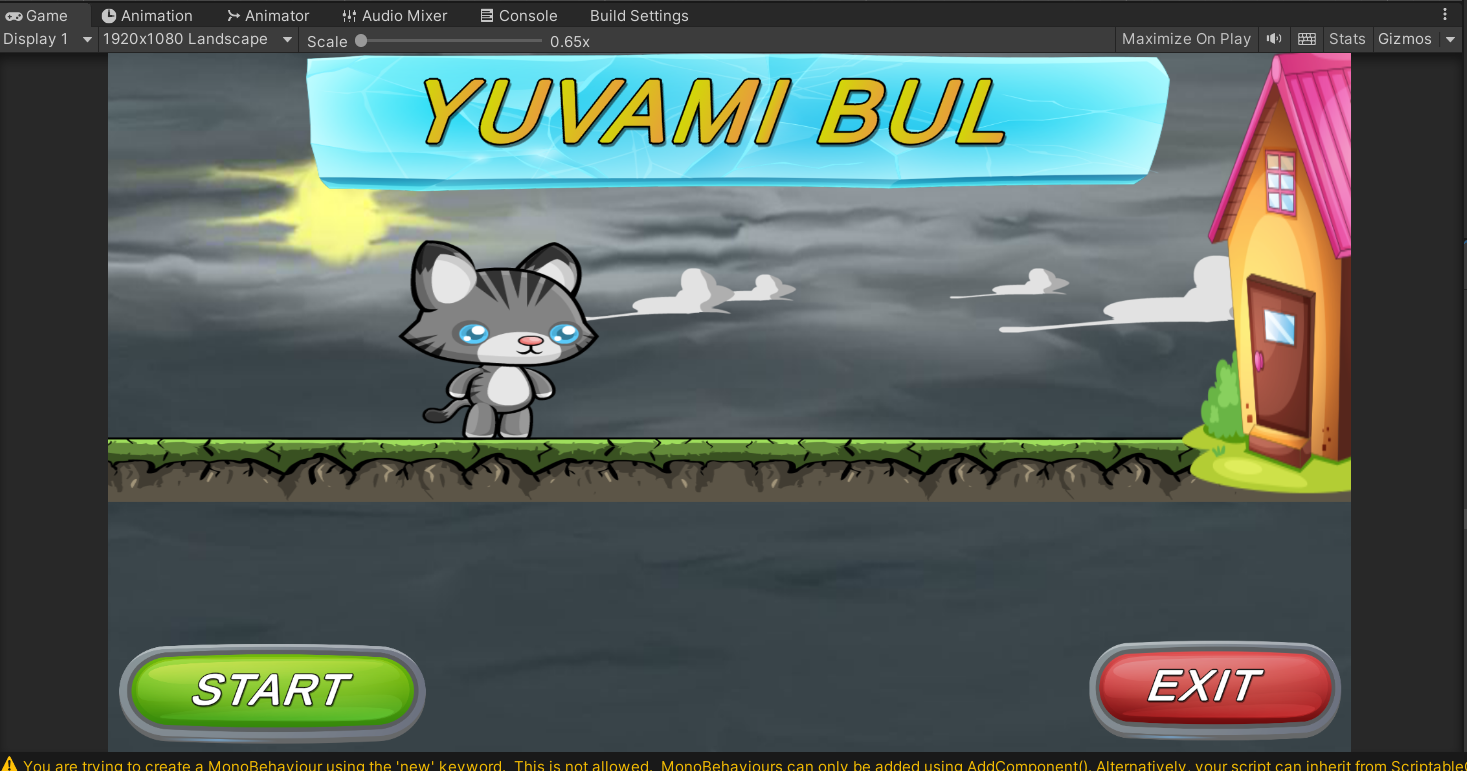 Game Animation Animator Audio Mixer Console Build Settings
Display 1 1920x1080 Landscape Scale 0.65x Maximize On Play Stats Gizmos
YUVAMI BUL
START
EXIT
You are trying to create a MonoBehaviour using the 'new' keyword. This is not allowed. MonoBehaviours can only be added using AddComponent(). Alternatively, your script can inherit from Scriptable